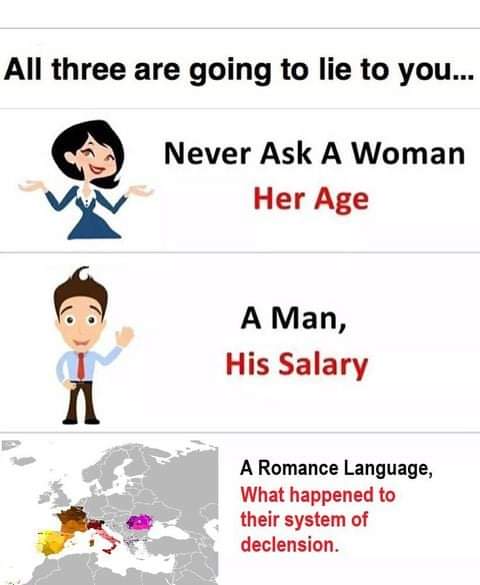 All three are going to lie to you...
Never Ask A Woman
Her Age
A Man,
His Salary
A Romance Language,
What happened to
their system of
declension.